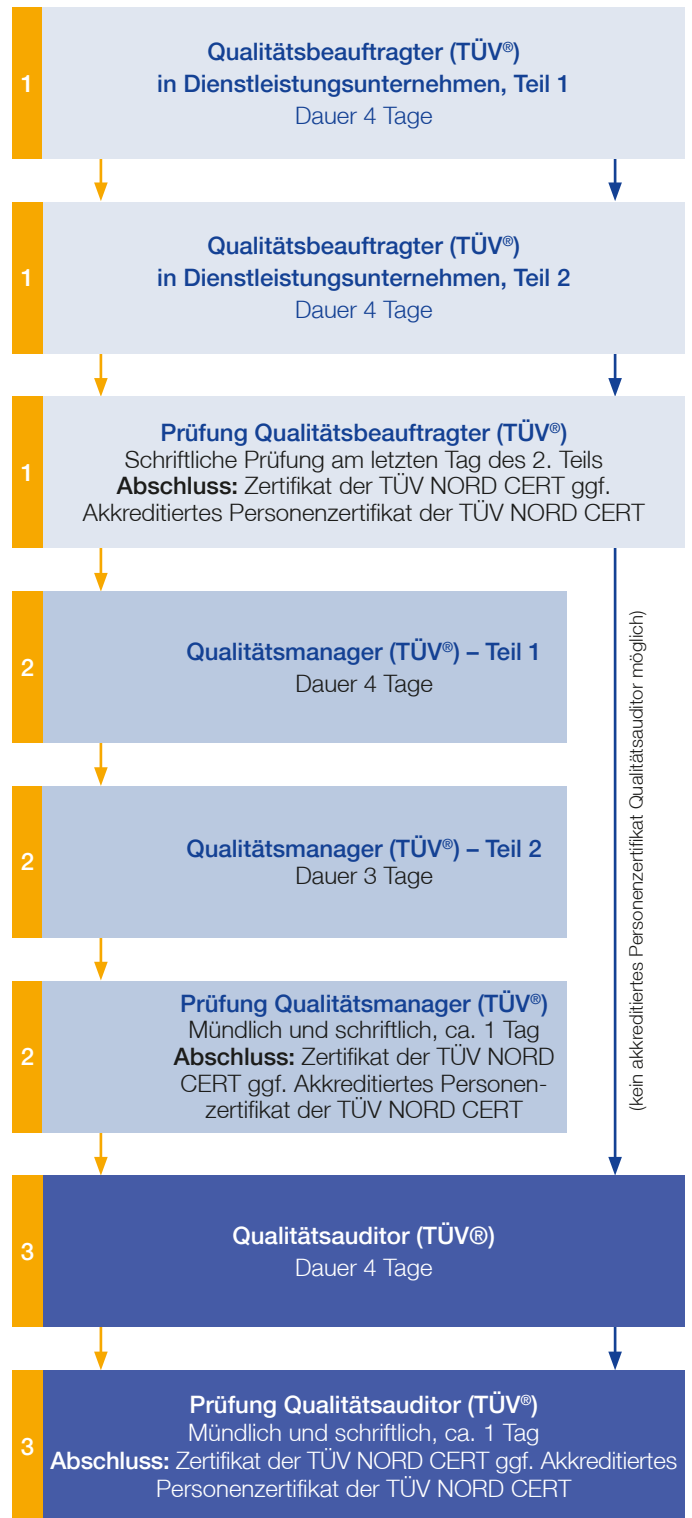 1
Qualitätsbeauftragter (TÜV®)
in Dienstleistungsunternehmen, Teil 1
Dauer 4 Tage
1
Qualitätsbeauftragter (TÜV®)
in Dienstleistungsunternehmen, Teil 2
Dauer 4 Tage
1
Prüfung Qualitätsbeauftragter (TÜV®)
Schriftliche Prüfung am letzten Tag des 2. Teils
Abschluss: Zertifikat der TÜV NORD CERT ggf.
Akkreditiertes Personenzertifikat der TÜV NORD CERT
2
Qualitätsmanager (TÜV®) – Teil 1
Dauer 4 Tage
2
Qualitätsmanager (TÜV®) – Teil 2
Dauer 3 Tage
2
Prüfung Qualitätsmanager (TÜV®)
Mündlich und schriftlich, ca. 1 Tag
Abschluss: Zertifikat der TÜV NORD
CERT ggf. Akkreditiertes Personen-
zertifikat der TÜV NORD CERT
(kein akkreditiertes Personenzertifikat Qualitätsauditor möglich)
3
Qualitätsauditor (TÜV®)
Dauer 4 Tage
3
Prüfung Qualitätsauditor (TÜV®)
Mündlich und schriftlich, ca. 1 Tag
Abschluss: Zertifikat der TÜV NORD CERT ggf. Akkreditiertes
Personenzertifikat der TÜV NORD CERT